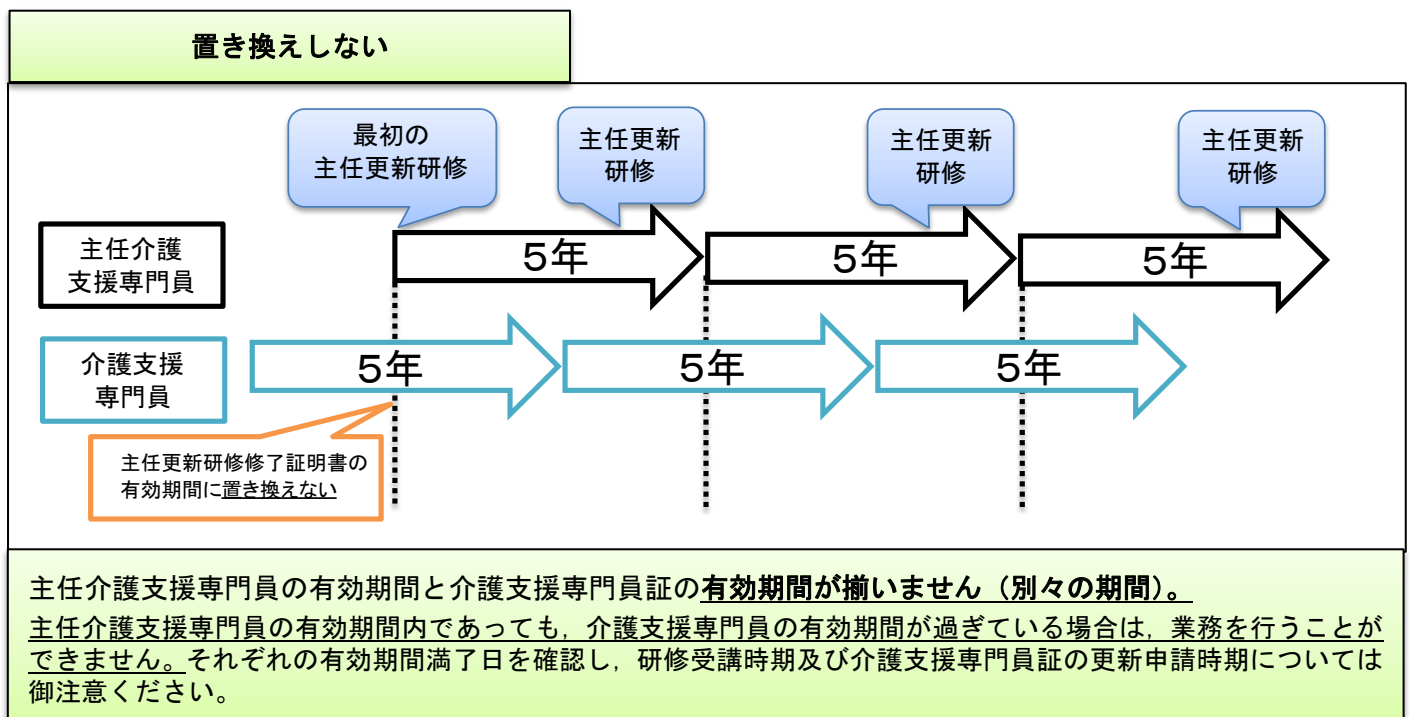 置き換えしない
最初の
主任更新研修
主任更新
研修
主任更新
研修
主任更新
研修
主任介護
支援専門員
5年
5年
5年
介護支援
専門員
5年
5年
5年
主任更新研修修了証明書の
有効期間に置き換えない
主任介護支援専門員の有効期間と介護支援専門員証の有効期間が揃いません（別々の期間）。
主任介護支援専門員の有効期間内であっても，介護支援専門員の有効期間が過ぎている場合は，業務を行うことが
できません。それぞれの有効期間満了日を確認し，研修受講時期及び介護支援専門員証の更新申請時期については
御注意ください。